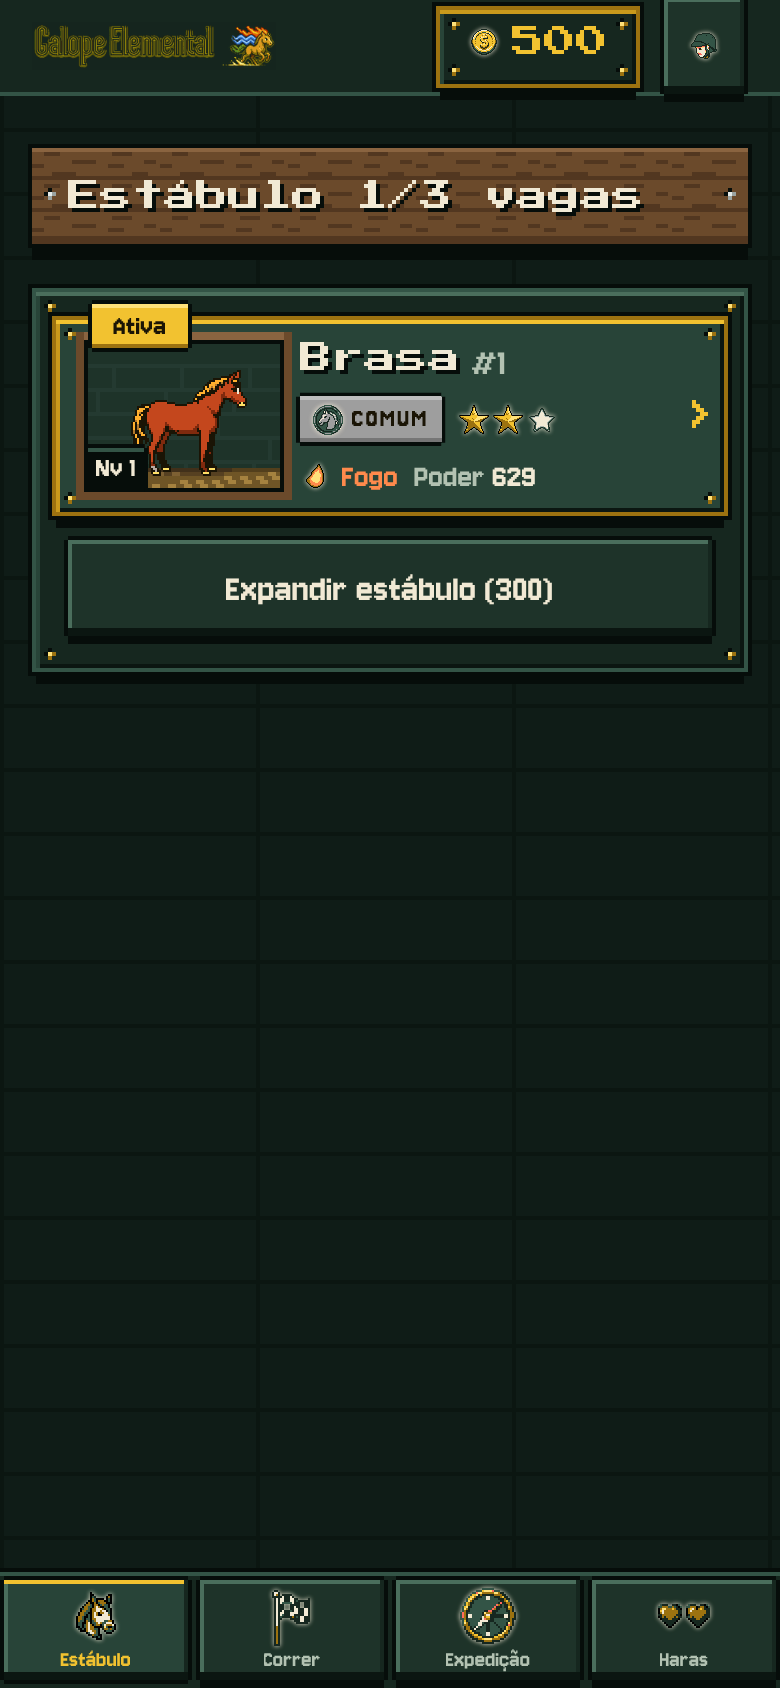 Galope Elemental
500
Estábulo 1/3 vagas
Ativa
Brasa #1
COMUM
Nv 1
Fogo Poder 629
Expandir estábulo (300)
Estábulo
Correr
Expedição
Haras